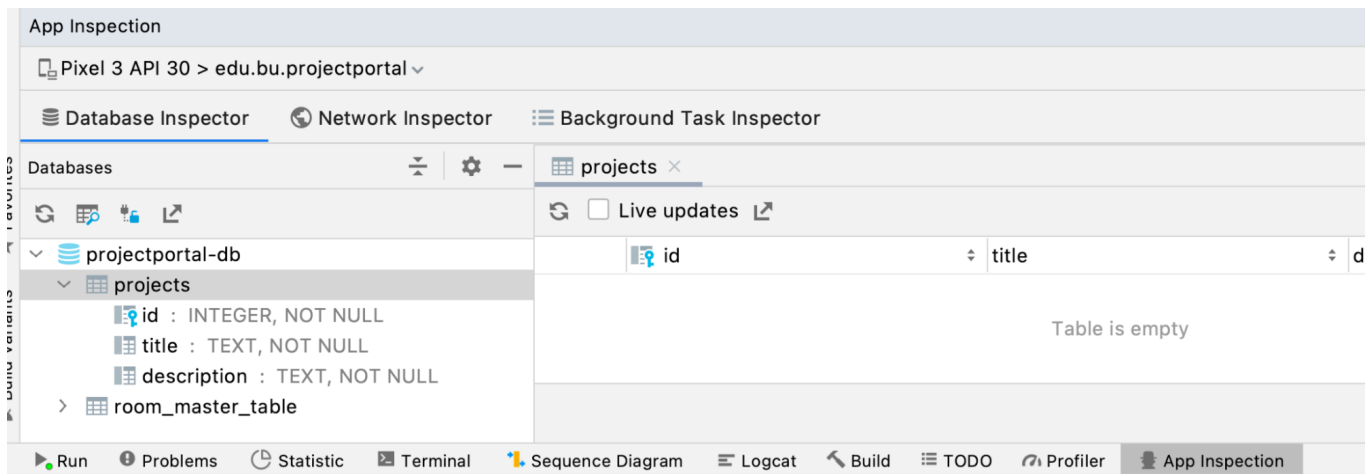 App Inspection
Pixel 3 API 30 > edu.bu.projectportal
Database Inspector Network Inspector Background Task Inspector
Databases
projects
Live updates
projectportal-db
id title d
projects
id : INTEGER, NOT NULL
title : TEXT, NOT NULL
Table is empty
description : TEXT, NOT NULL
room_master_table
Run Problems Statistic Terminal Sequence Diagram Logcat Build TODO Profiler App Inspection